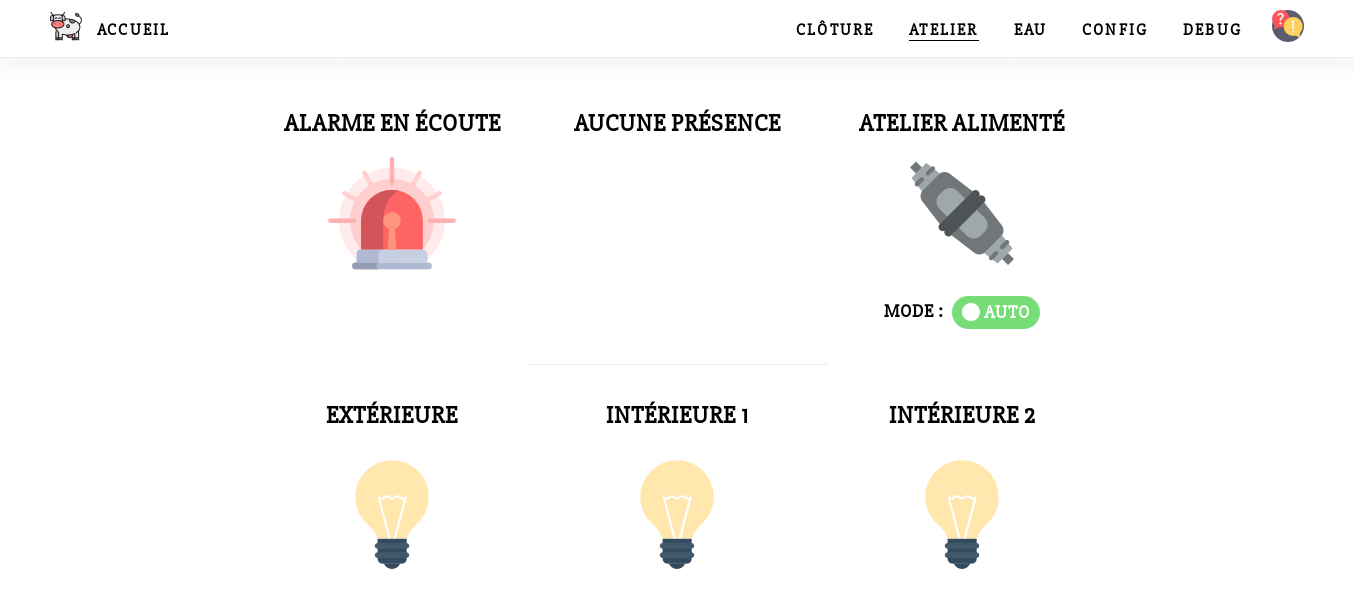 ACCUEIL
CLÔTURE ATELIER EAU CONFIG DEBUG ? !
ALARME EN ÉCOUTE
AUCUNE PRÉSENCE
ATELIER ALIMENTÉ
MODE : AUTO
EXTÉRIEURE
INTÉRIEURE 1
INTÉRIEURE 2